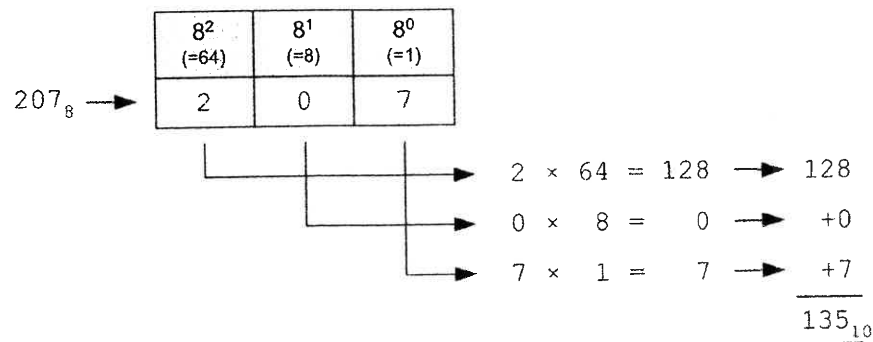 8² 8¹ 8⁰
(=64) (=8) (=1)
207₈ 2 0 7
2 × 64 = 128 128
0 × 8 = 0 +0
7 × 1 = 7 +7
135₁₀